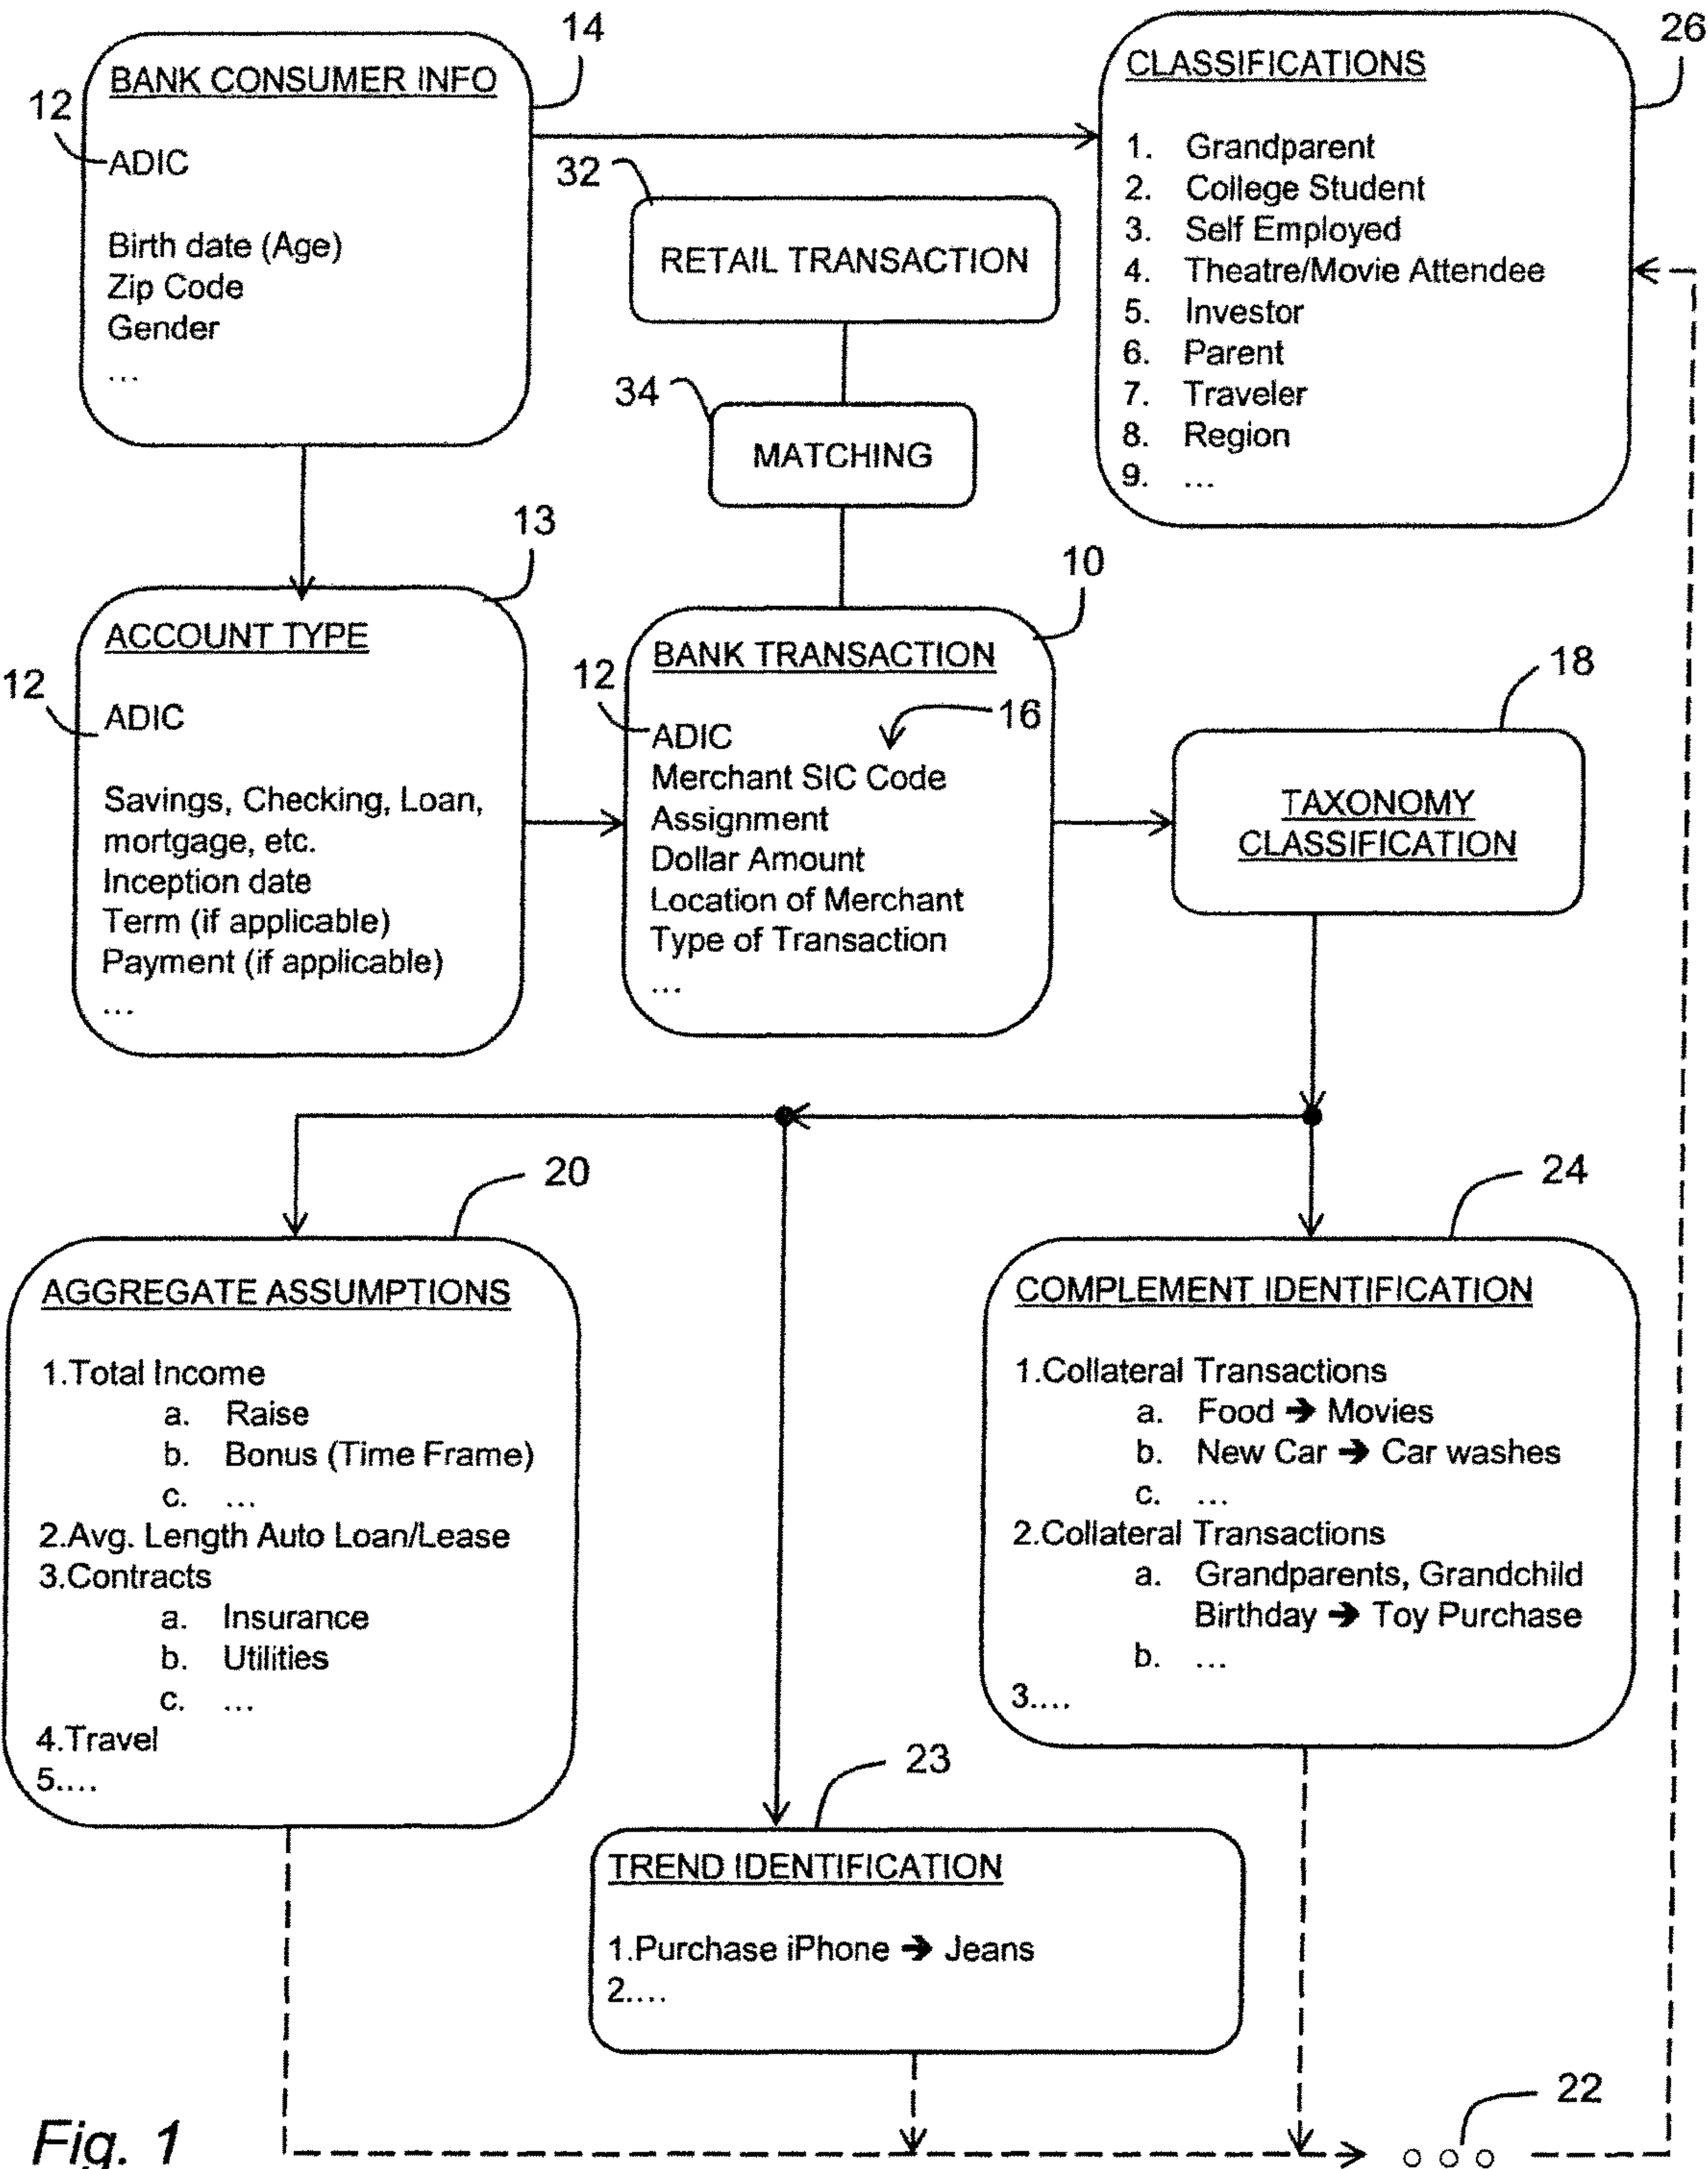 14
BANK CONSUMER INFO
12
ADIC
Birth date (Age)
Zip Code
Gender
...
26
CLASSIFICATIONS
1. Grandparent
2. College Student
3. Self Employed
4. Theatre/Movie Attendee
5. Investor
6. Parent
7. Traveler
8. Region
9. ...
32
RETAIL TRANSACTION
34
MATCHING
13
ACCOUNT TYPE
12
ADIC
Savings, Checking, Loan,
mortgage, etc.
Inception date
Term (if applicable)
Payment (if applicable)
...
10
BANK TRANSACTION
12
16
ADIC
Merchant SIC Code
Assignment
Dollar Amount
Location of Merchant
Type of Transaction
...
18
TAXONOMY
CLASSIFICATION
20
AGGREGATE ASSUMPTIONS
1.Total Income
a. Raise
b. Bonus (Time Frame)
c. ...
2.Avg. Length Auto Loan/Lease
3.Contracts
a. Insurance
b. Utilities
c. ...
4.Travel
5....
24
COMPLEMENT IDENTIFICATION
1.Collateral Transactions
a. Food ➔ Movies
b. New Car ➔ Car washes
c. ...
2.Collateral Transactions
a. Grandparents, Grandchild
Birthday ➔ Toy Purchase
b. ...
3....
23
TREND IDENTIFICATION
1.Purchase iPhone ➔ Jeans
2....
22
Fig. 1